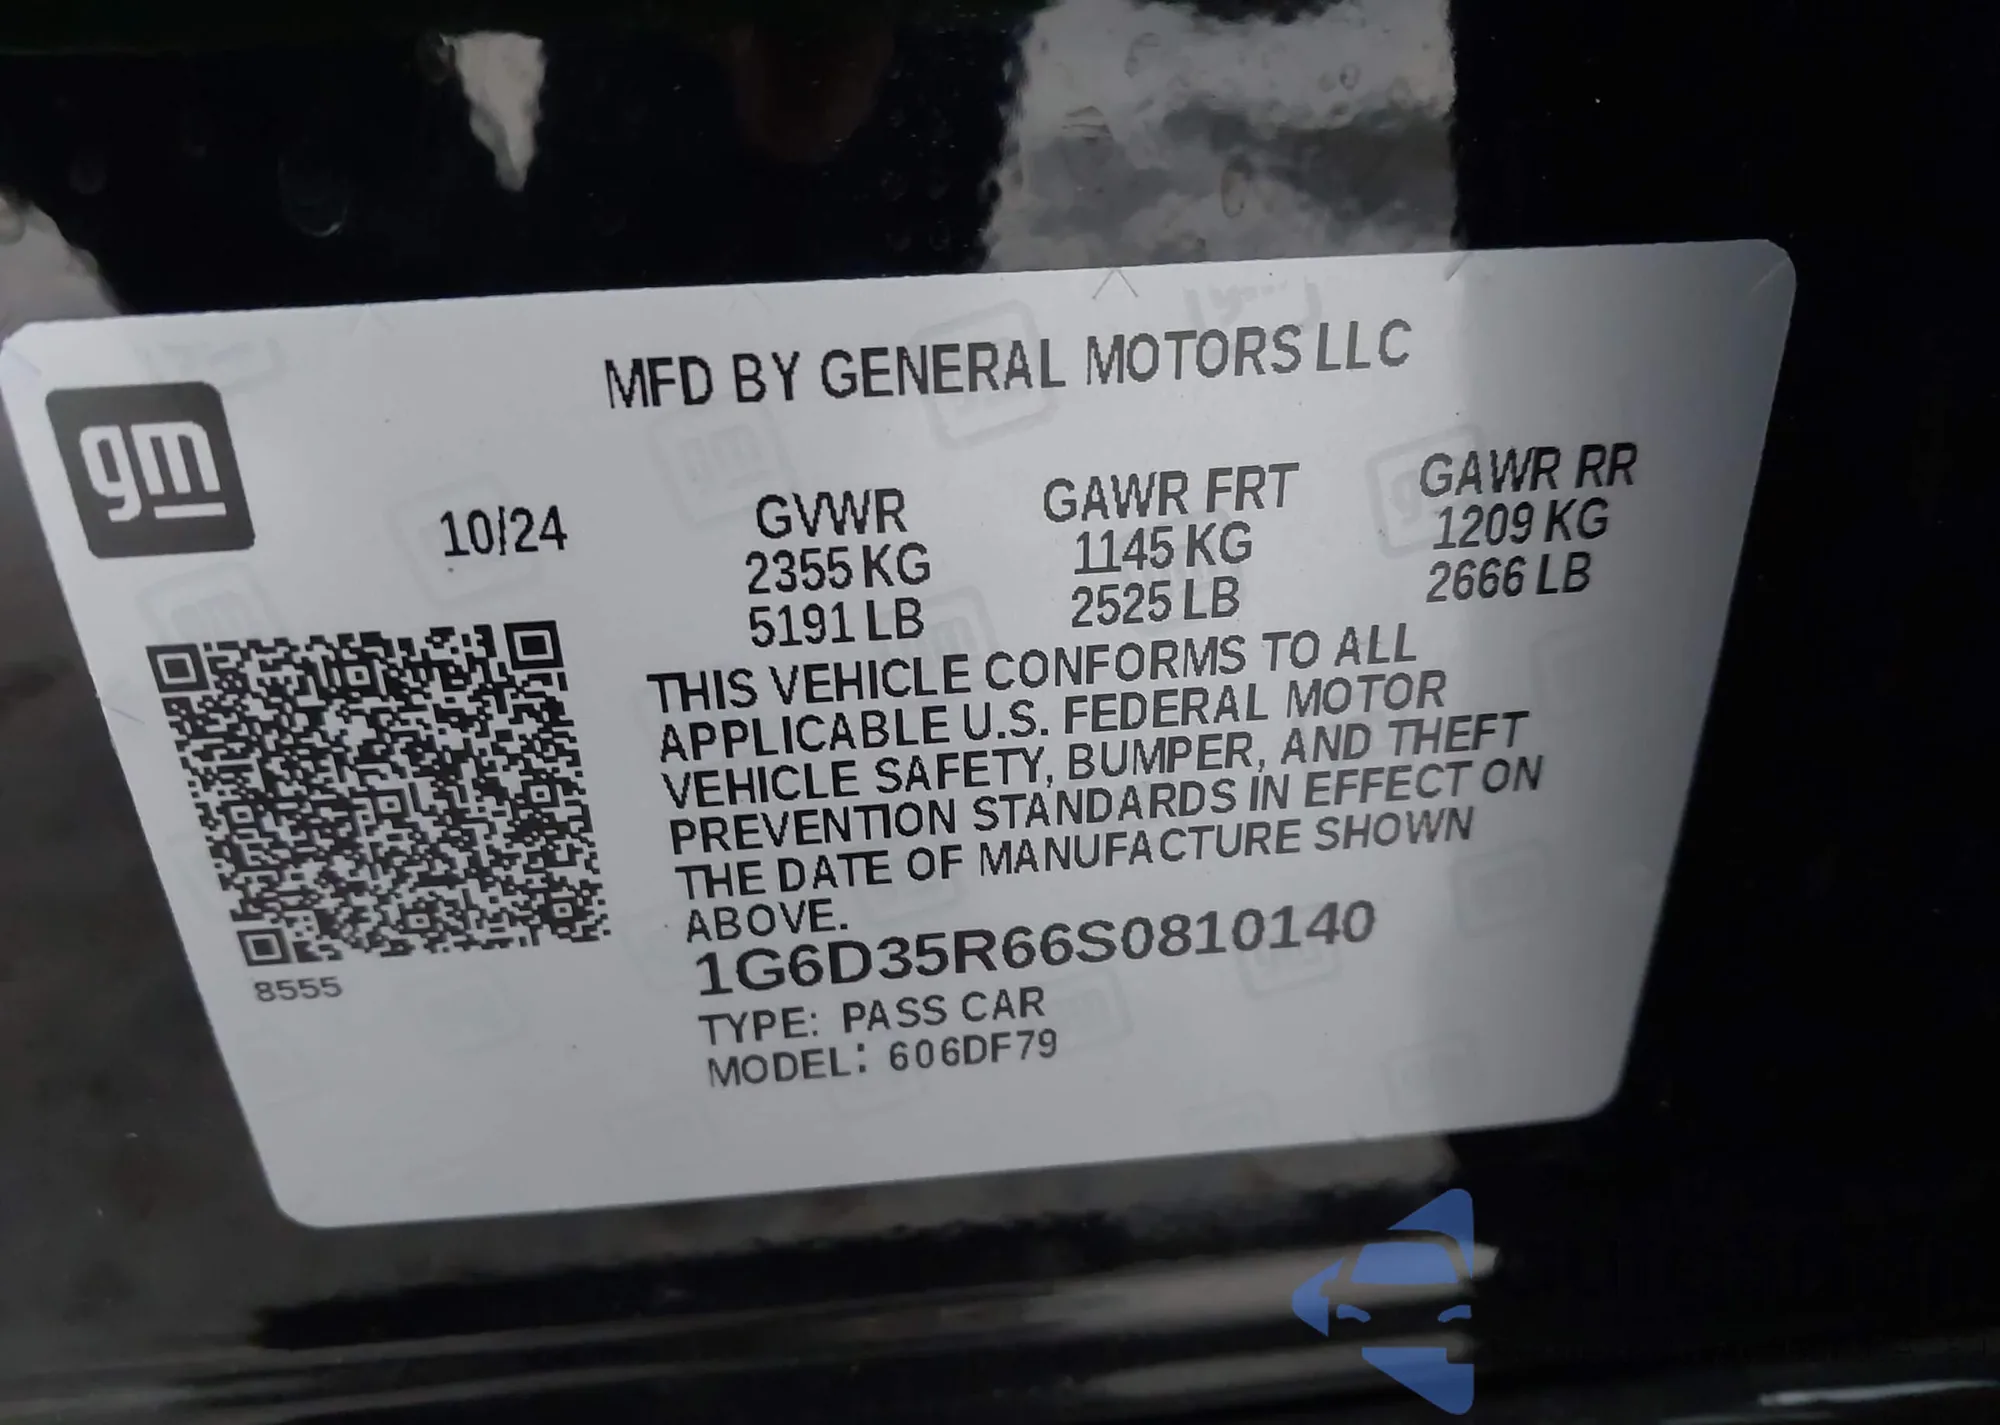 MFD BY GENERAL MOTORS LLC
gm
10/24
GVWR GAWR FRT GAWR RR
2355 KG 1145 KG 1209 KG
5191 LB 2525 LB 2666 LB
THIS VEHICLE CONFORMS TO ALL
APPLICABLE U.S. FEDERAL MOTOR
VEHICLE SAFETY, BUMPER, AND THEFT
PREVENTION STANDARDS IN EFFECT ON
THE DATE OF MANUFACTURE SHOWN
ABOVE.
8555
1G6D35R66S0810140
TYPE: PASS CAR
MODEL: 606DF79